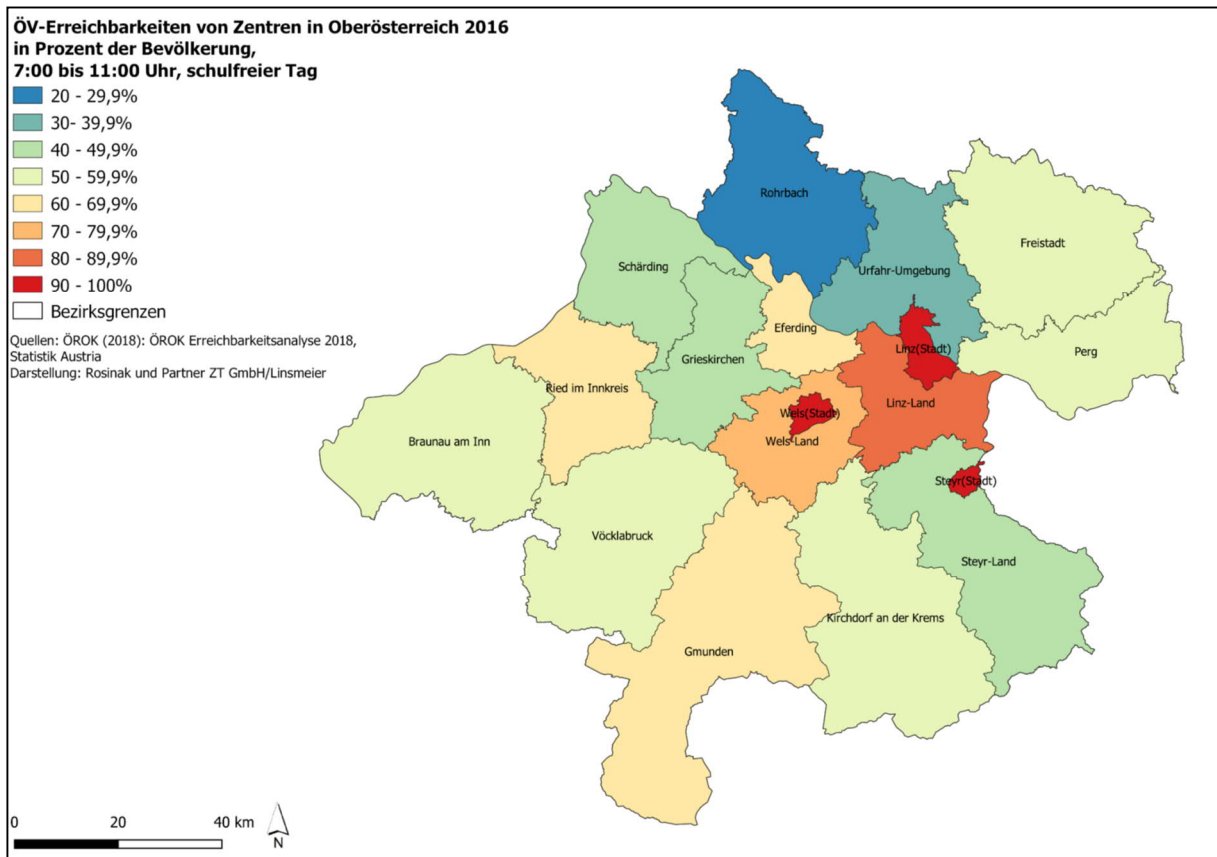 ÖV-Erreichbarkeiten von Zentren in Oberösterreich 2016
in Prozent der Bevölkerung,
7:00 bis 11:00 Uhr, schulfreier Tag
20 - 29,9%
30- 39,9%
40 - 49,9%
50 - 59,9%
60 - 69,9%
70 - 79,9%
80 - 89,9%
90 - 100%
Bezirksgrenzen
Quellen: ÖROK (2018): ÖROK Erreichbarkeitsanalyse 2018,
Statistik Austria
Darstellung: Rosinak und Partner ZT GmbH/Linsmeier
Rohrbach
Freistadt
Schärding
Urfahr-Umgebung
Eferding
Linz(Stadt)
Perg
Grieskirchen
Ried im Innkreis
Linz-Land
Wels(Stadt)
Braunau am Inn
Wels-Land
Steyr(Stadt)
Vöcklabruck
Steyr-Land
Kirchdorf an der Krems
Gmunden
0 20 40 km
N